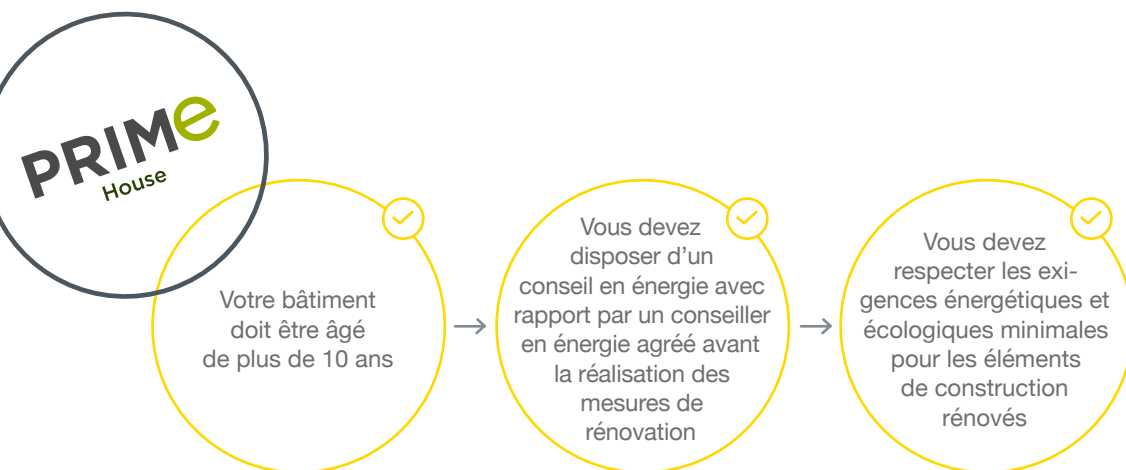 PRIMe
House
Votre bâtiment
doit être âgé
de plus de 10 ans
Vous devez
disposer d’un
conseil en énergie avec
rapport par un conseiller
en énergie agréé avant
la réalisation des
mesures de
rénovation
Vous devez
respecter les exi-
gences énergétiques et
écologiques minimales
pour les éléments
de construction
rénovés